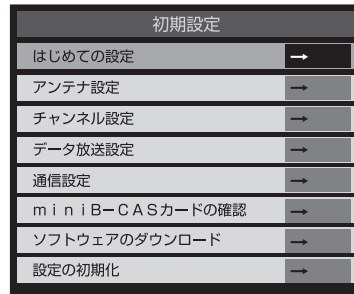 初期設定
はじめての設定 →
アンテナ設定 →
チャンネル設定 →
データ放送設定 →
通信設定 →
ｍｉｎｉＢ－ＣＡＳカードの確認 →
ソフトウェアのダウンロード →
設定の初期化 →